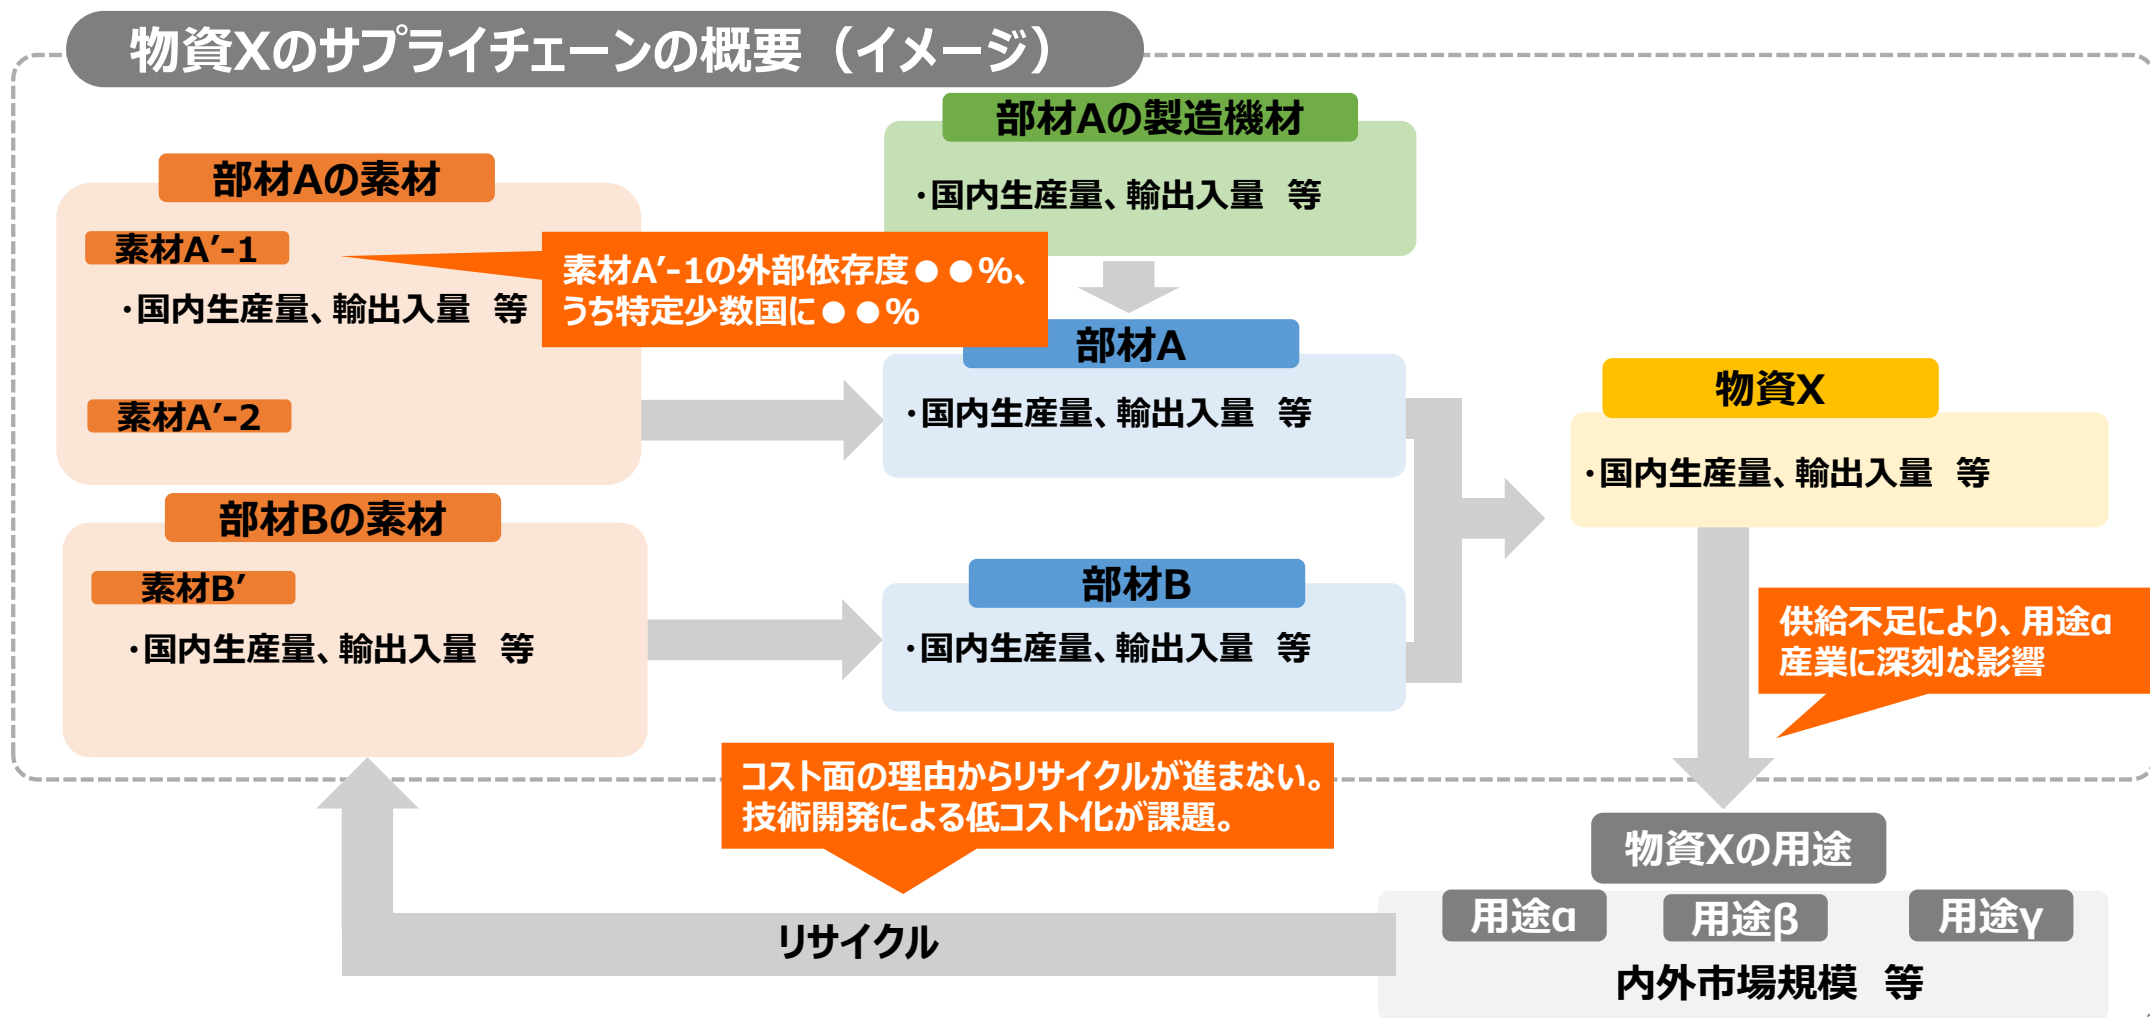 物資Xのサプライチェーンの概要（イメージ）
部材Aの製造機材
・国内生産量、輸出入量　等
部材Aの素材
素材A′-1
・国内生産量、輸出入量　等
素材A′-1の外部依存度●●%、
うち特定少数国に●●%
素材A′-2
部材A
・国内生産量、輸出入量　等
物資X
・国内生産量、輸出入量　等
部材Bの素材
素材B′
・国内生産量、輸出入量　等
部材B
・国内生産量、輸出入量　等
供給不足により、用途α
産業に深刻な影響
コスト面の理由からリサイクルが進まない。
技術開発による低コスト化が課題。
リサイクル
物資Xの用途
用途α
用途β
用途γ
内外市場規模　等